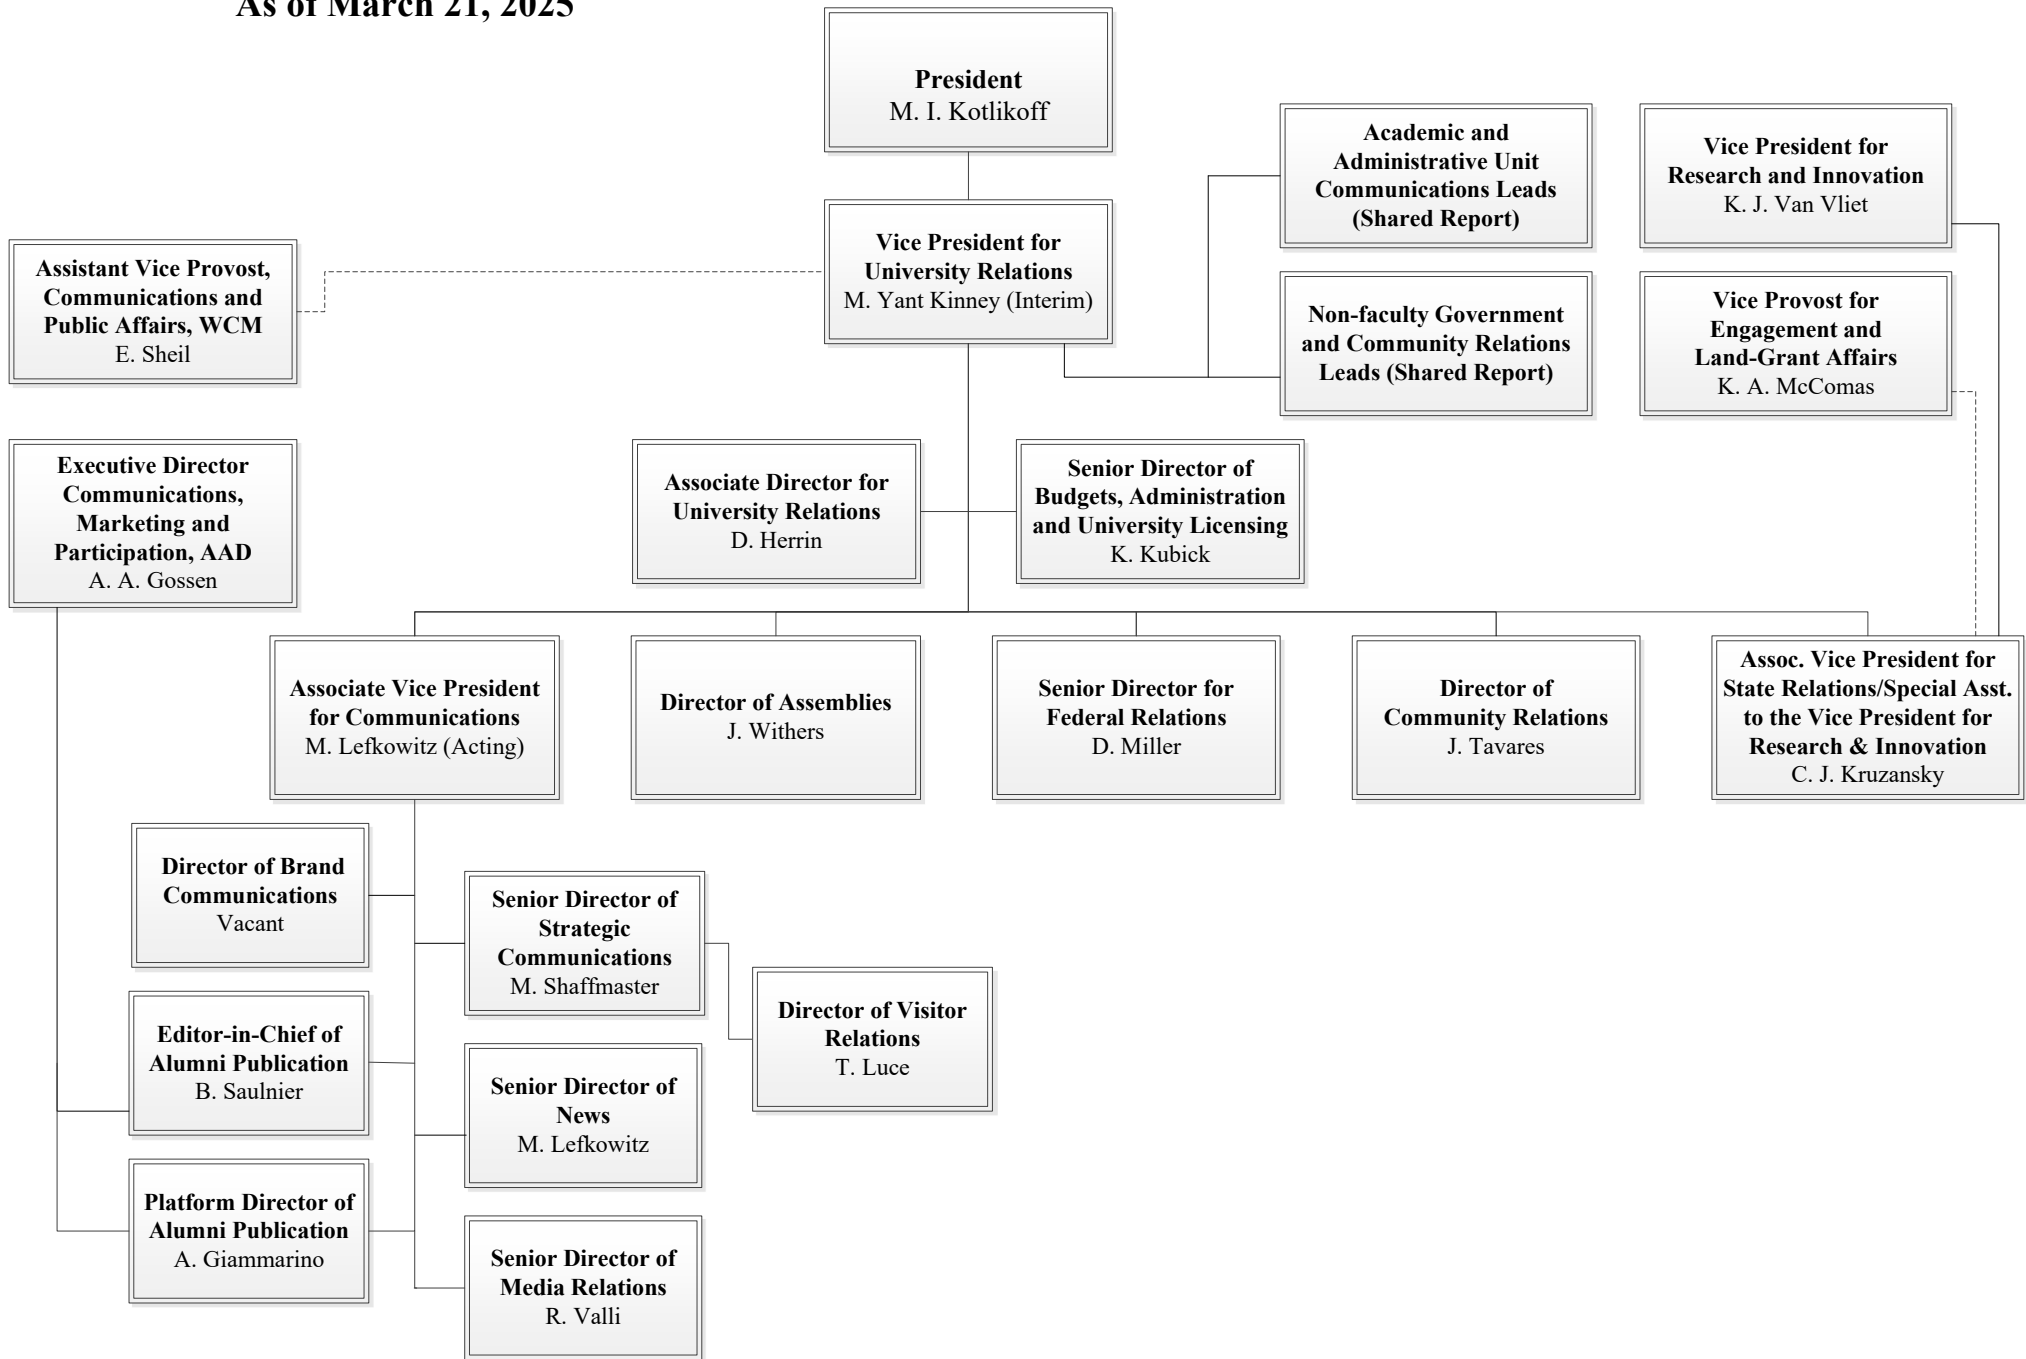 As of March 21, 2025
President
M. I. Kotlikoff
Academic and
Administrative Unit
Communications Leads
(Shared Report)
Vice President for
Research and Innovation
K. J. Van Vliet
Vice President for
University Relations
M. Yant Kinney (Interim)
Assistant Vice Provost,
Communications and
Public Affairs, WCM
E. Sheil
Non-faculty Government
and Community Relations
Leads (Shared Report)
Vice Provost for
Engagement and
Land-Grant Affairs
K. A. McComas
Executive Director
Communications,
Marketing and
Participation, AAD
A. A. Gossen
Associate Director for
University Relations
D. Herrin
Senior Director of
Budgets, Administration
and University Licensing
K. Kubick
Associate Vice President
for Communications
M. Lefkowitz (Acting)
Director of Assemblies
J. Withers
Senior Director for
Federal Relations
D. Miller
Director of
Community Relations
J. Tavares
Assoc. Vice President for
State Relations/Special Asst.
to the Vice President for
Research & Innovation
C. J. Kruzansky
Director of Brand
Communications
Vacant
Senior Director of
Strategic
Communications
M. Shaffmaster
Director of Visitor
Relations
T. Luce
Editor-in-Chief of
Alumni Publication
B. Saulnier
Senior Director of
News
M. Lefkowitz
Platform Director of
Alumni Publication
A. Giammarino
Senior Director of
Media Relations
R. Valli